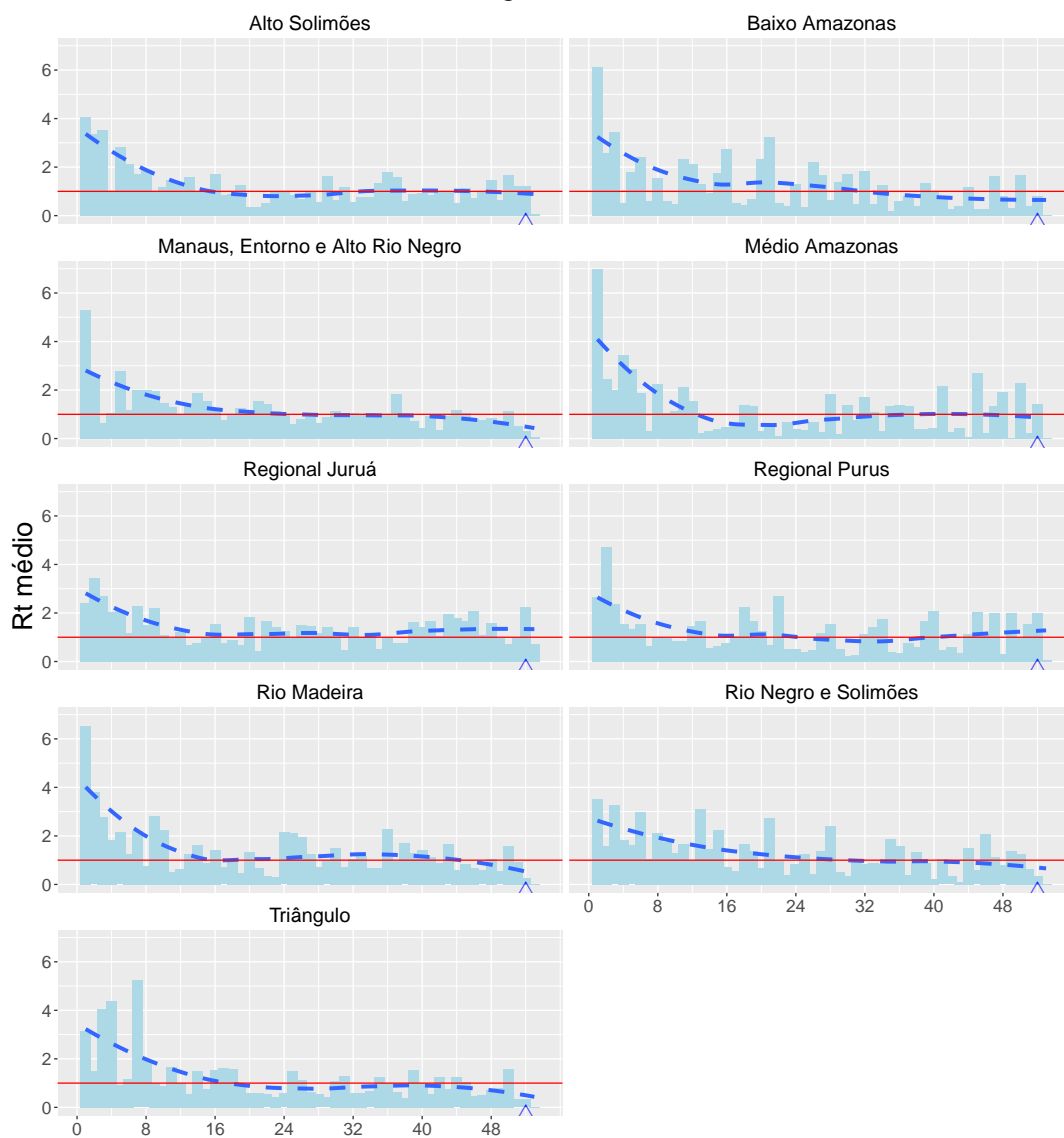 Alto Solimões
Baixo Amazonas
6
4
2
0
Manaus, Entorno e Alto Rio Negro
Médio Amazonas
6
4
2
0
Regional Juruá
Regional Purus
6
4
2
0
Rt médio
Rio Madeira
Rio Negro e Solimões
6
4
2
0
0 8 16 24 32 40 48
Triângulo
6
4
2
0
0 8 16 24 32 40 48